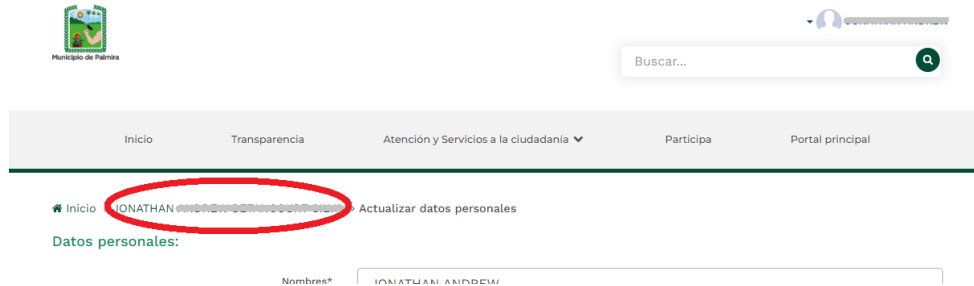 Municipio de Palmira
Buscar...
Inicio Transparencia Atención y Servicios a la ciudadanía Participa Portal principal
Inicio JONATHAN > Actualizar datos personales
Datos personales:
Nombres* JONATHAN ANDREW